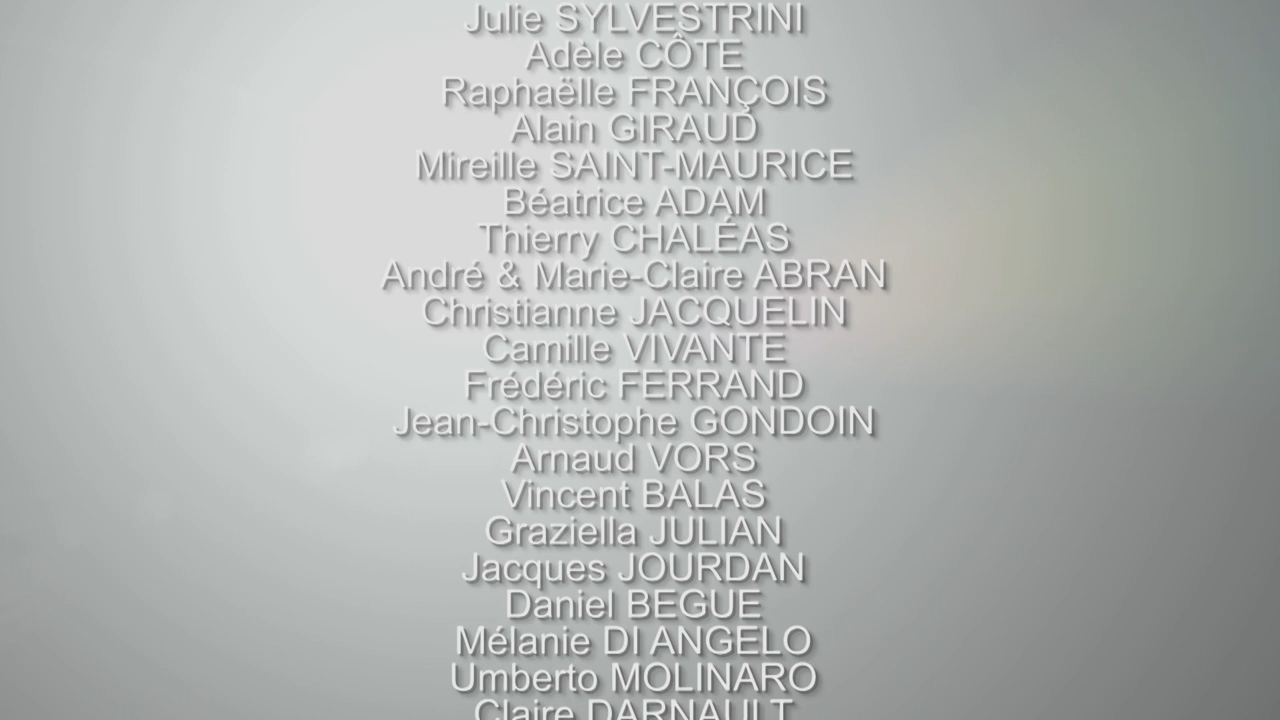 Julie SYLVESTRINI
Adèle CÔTE
Raphaëlle FRANÇOIS
Alain GIRAUD
Mireille SAINT-MAURICE
Béatrice ADAM
Thierry CHALÉAS
André & Marie-Claire ABRAN
Christianne JACQUELIN
Camille VIVANTE
Frédéric FERRAND
Jean-Christophe GONDOIN
Arnaud VORS
Vincent BALAS
Graziella JULIAN
Jacques JOURDAN
Daniel BEGUE
Mélanie DI ANGELO
Umberto MOLINARO
Claire DARNAULT